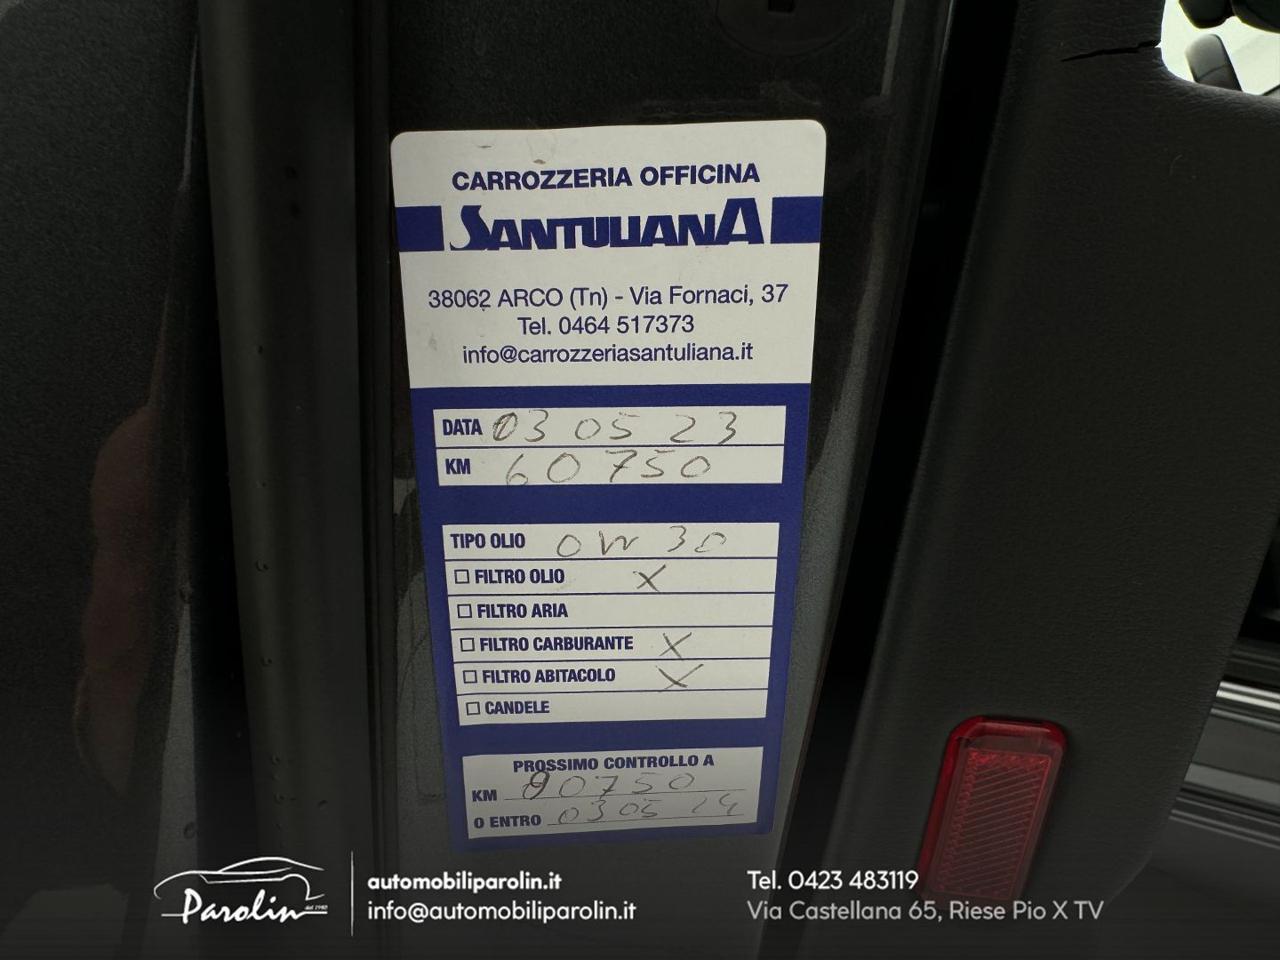 CARROZZERIA OFFICINA
SANTULIANA
38062 ARCO (Tn) - Via Fornaci, 37
Tel. 0464 517373
info@carrozzeriasantuliana.it
DATA 03 05 23
KM 60750
TIPO OLIO 0W30
FILTRO OLIO X
FILTRO ARIA
FILTRO CARBURANTE X
FILTRO ABITACOLO X
CANDELE
PROSSIMO CONTROLLO A
KM 90750
O ENTRO 03 05 24
Parolin
automobiliparolin.it
info@automobiliparolin.it
Tel. 0423 483119
Via Castellana 65, Riese Pio X TV